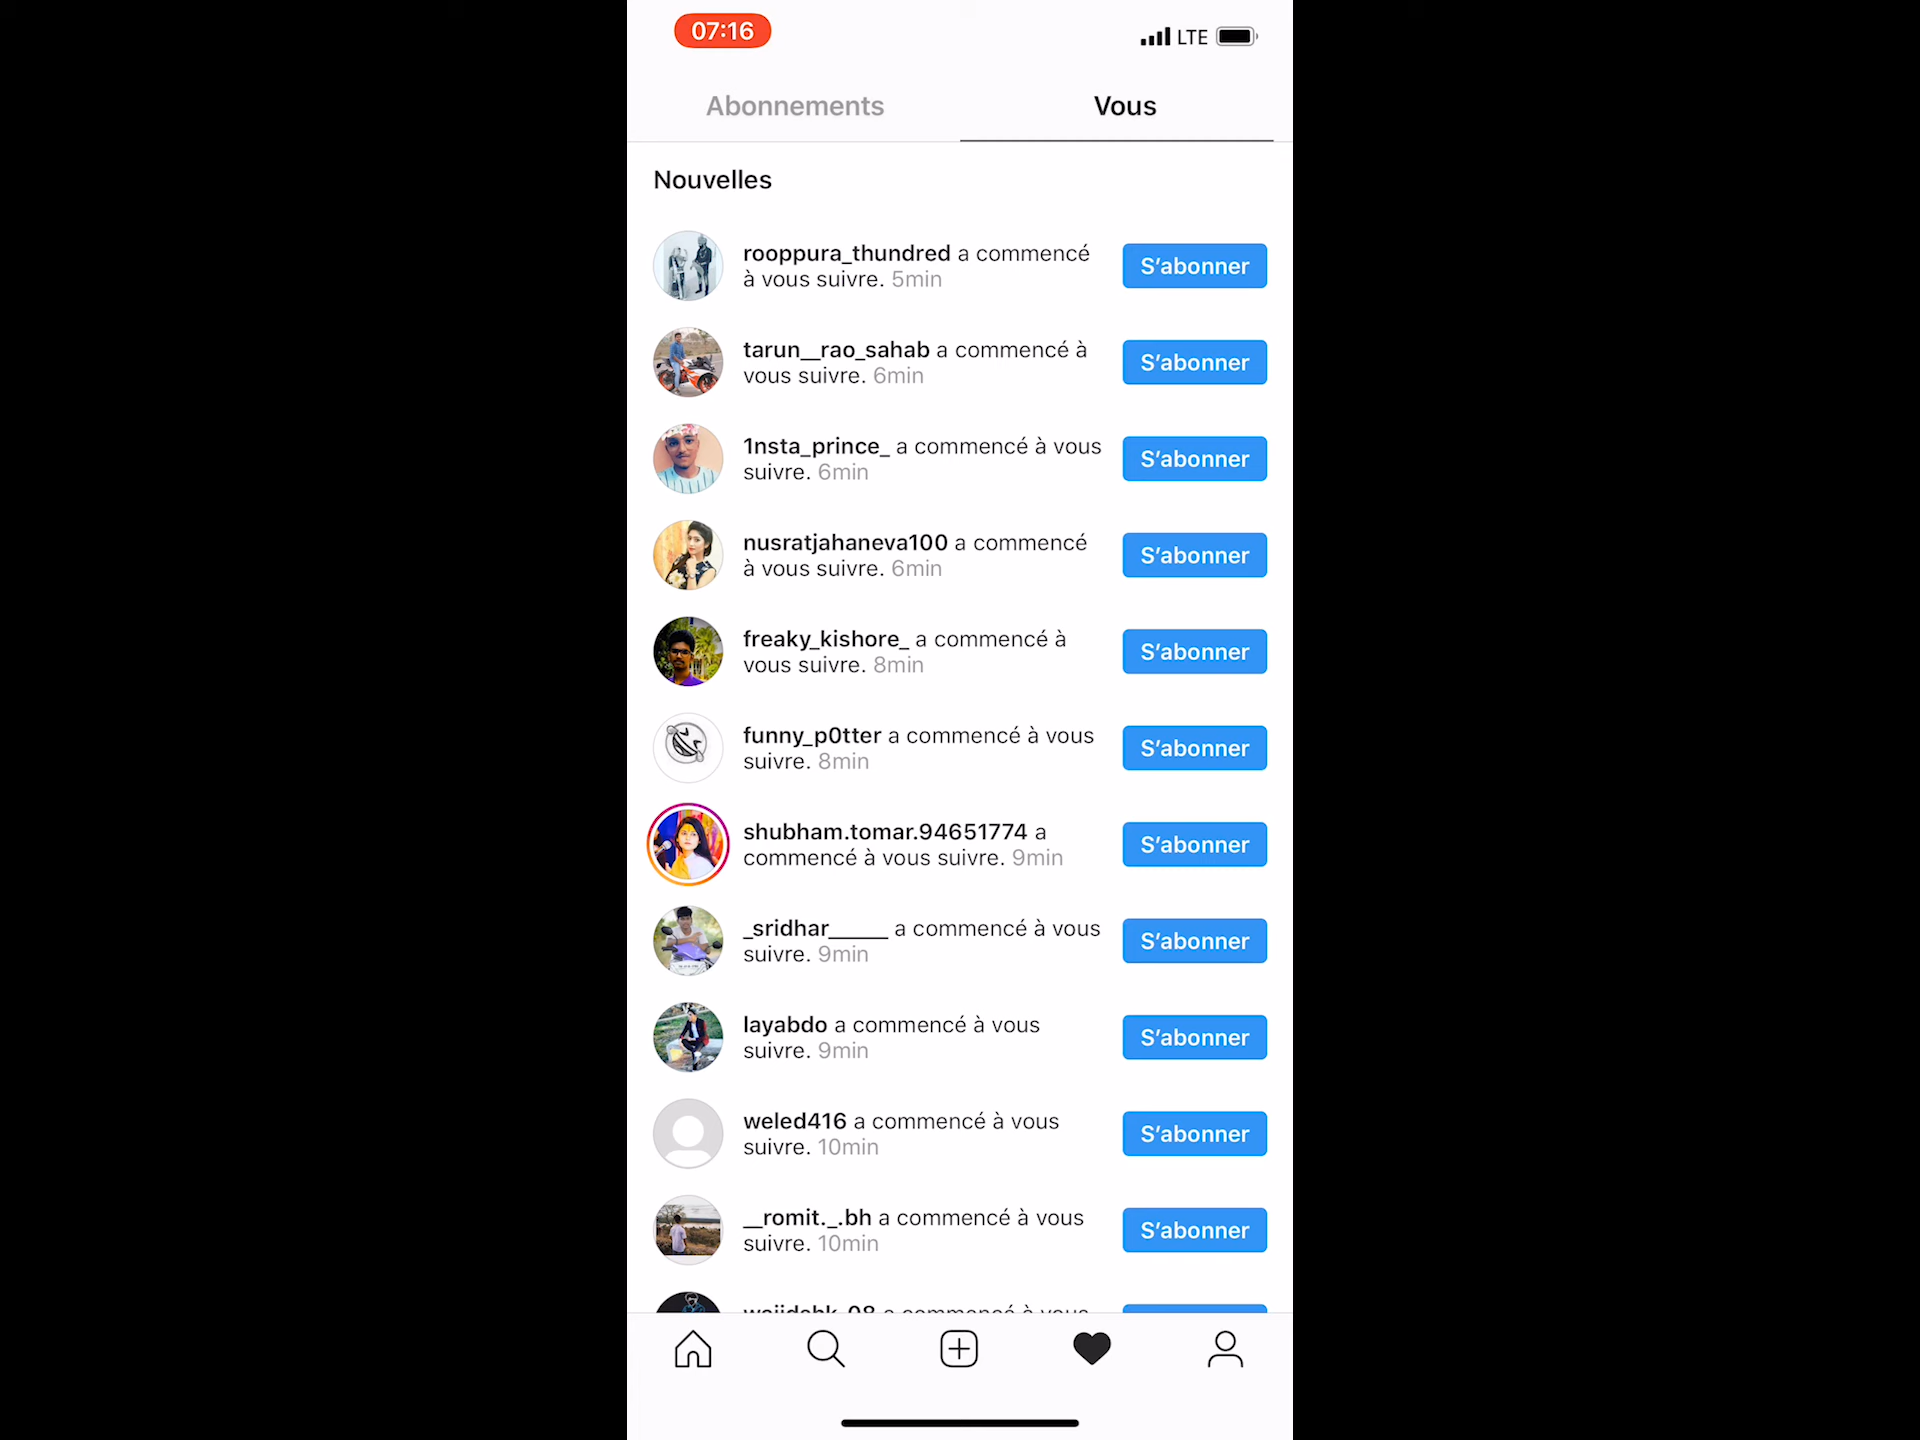 07:16
LTE
Abonnements
Vous
Nouvelles
rooppura_thundred a commencé
à vous suivre. 5min
S'abonner
tarun__rao_sahab a commencé à
vous suivre. 6min
S'abonner
1nsta_prince_ a commencé à vous
suivre. 6min
S'abonner
nusratjahaneva100 a commencé
à vous suivre. 6min
S'abonner
freaky_kishore_ a commencé à
vous suivre. 8min
S'abonner
funny_p0tter a commencé à vous
suivre. 8min
S'abonner
shubham.tomar.94651774 a
commencé à vous suivre. 9min
S'abonner
_sridhar_____ a commencé à vous
suivre. 9min
S'abonner
layabdo a commencé à vous
suivre. 9min
S'abonner
weled416 a commencé à vous
suivre. 10min
S'abonner
__romit._.bh a commencé à vous
suivre. 10min
S'abonner
a commencé à vous